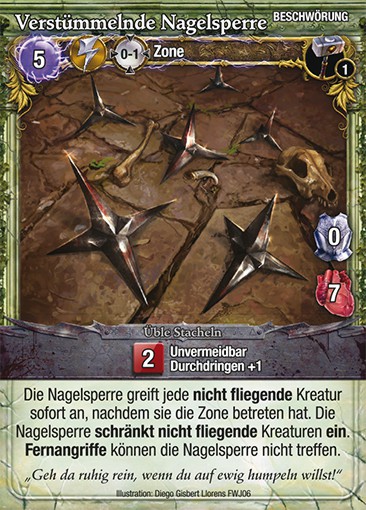 Verstümmelnde Nagelsperre BESCHWÖRUNG
5 0-1 Zone 1
0
7
Üble Stacheln
2 Unvermeidbar
Durchdringen +1
Die Nagelsperre greift jede nicht fliegende Kreatur
sofort an, nachdem sie die Zone betreten hat. Die
Nagelsperre schränkt nicht fliegende Kreaturen ein.
Fernangriffe können die Nagelsperre nicht treffen.
„Geh da ruhig rein, wenn du auf ewig humpeln willst!“
Illustration: Diego Gisbert Llorens FWJ06